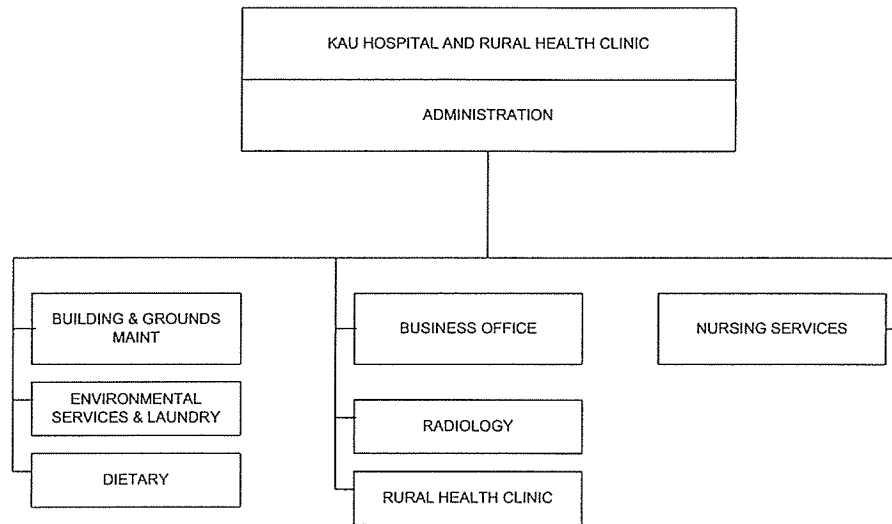 KAU HOSPITAL AND RURAL HEALTH CLINIC
ADMINISTRATION
BUILDING & GROUNDS
MAINT
ENVIRONMENTAL
SERVICES & LAUNDRY
DIETARY
BUSINESS OFFICE
RADIOLOGY
RURAL HEALTH CLINIC
NURSING SERVICES